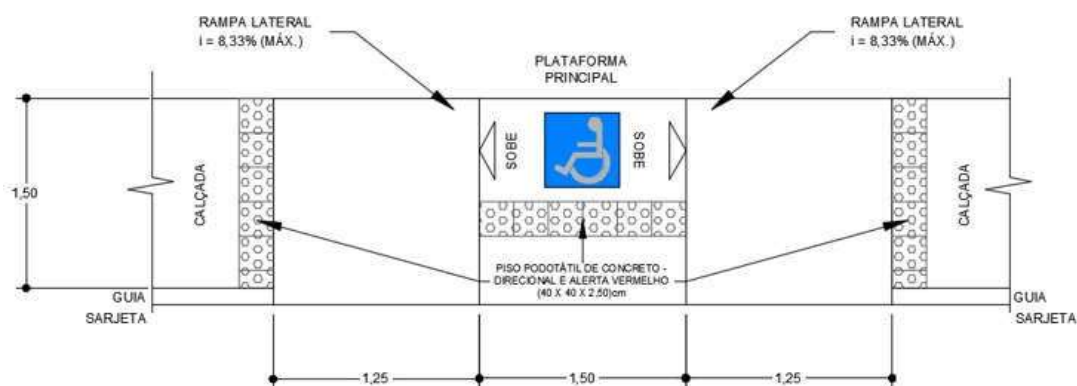 RAMPA LATERAL
i = 8,33% (MÁX.)
RAMPA LATERAL
i = 8,33% (MÁX.)
PLATAFORMA
PRINCIPAL
SOBE
SOBE
1,50
CALÇADA
CALÇADA
PISO PODOTÁTIL DE CONCRETO -
DIRECIONAL E ALERTA VERMELHO
(40 X 40 X 2,50)cm
GUIA
SARJETA
GUIA
SARJETA
1,25
1,50
1,25